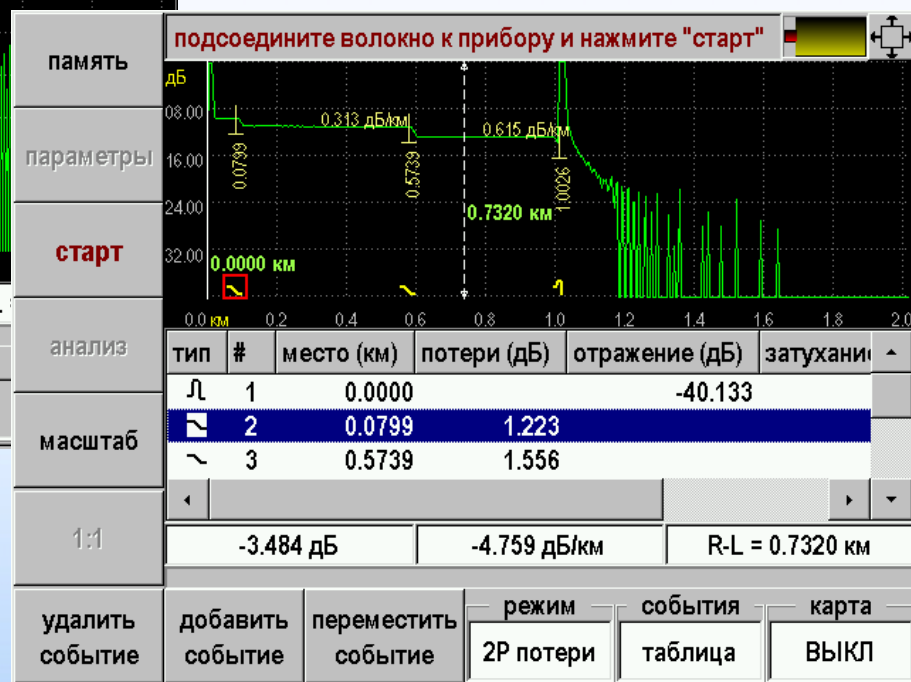 память
подсоедините волокно к прибору и нажмите "старт"
параметры
старт
анализ
масштаб
1:1
дБ
08.00
16.00
24.00
32.00
0.313 дБ/км
0.615 дБ/км
0.0799
0.5739
1.0026
0.7320 км
0.0000 км
0.0 км 0.2 0.4 0.6 0.8 1.0 1.2 1.4 1.6 1.8 2.0
тип # место (км) потери (дБ) отражение (дБ)
1 0.0000 -40.133
2 0.0799 1.223
3 0.5739 1.556
-3.484 дБ -4.759 дБ/км R-L = 0.7320 км
удалить событие
добавить событие
переместить событие
режим
2P потери
события
таблица
карта
ВЫКЛ